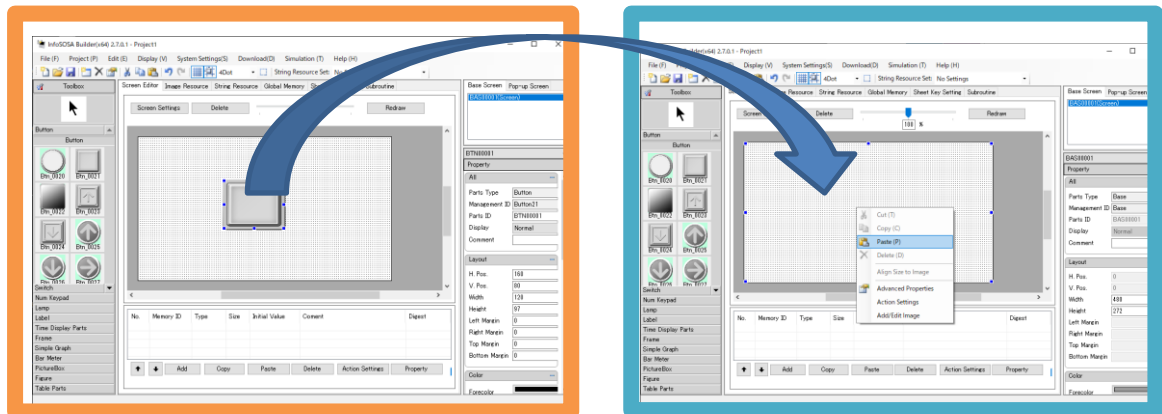 InfoSOSA Builder(x64) 2.7.0.1 - Project1
File (F) Project (P) Edit (E) Display (V) System Settings(S) Download(D) Simulation (T) Help (H)
4Dot String Resource Set:
Toolbox
Screen Editor Image Resource String Resource Global Memory Subroutine
Base Screen Pop-up Screen
BAS00001(Screen)
Screen Settings Delete Redraw
Button
Button
Btn_0020 Btn_0021
Btn_0022 Btn_0023
Btn_0024 Btn_0025
Btn_0026 Btn_0027
Switch
Num Keypad
Lamp
Label
Time Display Parts
Frame
Simple Graph
Bar Meter
PictureBox
Figure
Table Parts
No. Memory ID Type Size Initial Value Coment Digest
Add Copy Paste Delete Action Settings Property
BTN00001
Property
All
Parts Type Button
Management ID Button21
Parts ID BTN00001
Display Normal
Comment
Layout
H. Pos. 168
V. Pos. 80
Width 128
Height 97
Left Margin 0
Right Margin 0
Top Margin 0
Bottom Margin 0
Color
Forecolor
Builder(x64) 2.7.0.1 - Project1
File (F) Display (V) System Settings(S) Download(D) Simulation (T) Help (H)
4Dot String Resource Set: No Settings
Toolbox
Resource String Resource Global Memory Sheet Key Setting Subroutine
Base Screen Pop-up Screen
BAS00001(Screen)
Screen Delete Redraw
100 %
Button
Button
Btn_0020 Btn_0021
Btn_0022 Btn_0023
Btn_0024 Btn_0025
Btn_0026 Btn_0027
Switch
Num Keypad
Lamp
Label
Time Display Parts
Frame
Simple Graph
Bar Meter
PictureBox
Figure
Table Parts
Cut (T)
Copy (C)
Paste (P)
Delete (D)
Align Size to Image
Advanced Properties
Action Settings
Add/Edit Image
No. Memory ID Type Size Digest
Add Copy Paste Delete Action Settings Property
BAS00001
Property
All
Parts Type Base
Management ID Base
Parts ID BAS00001
Display Normal
Comment
Layout
H. Pos. 0
V. Pos. 0
Width 480
Height 272
Left Margin
Right Margin
Top Margin
Bottom Margin
Color
Forecolor